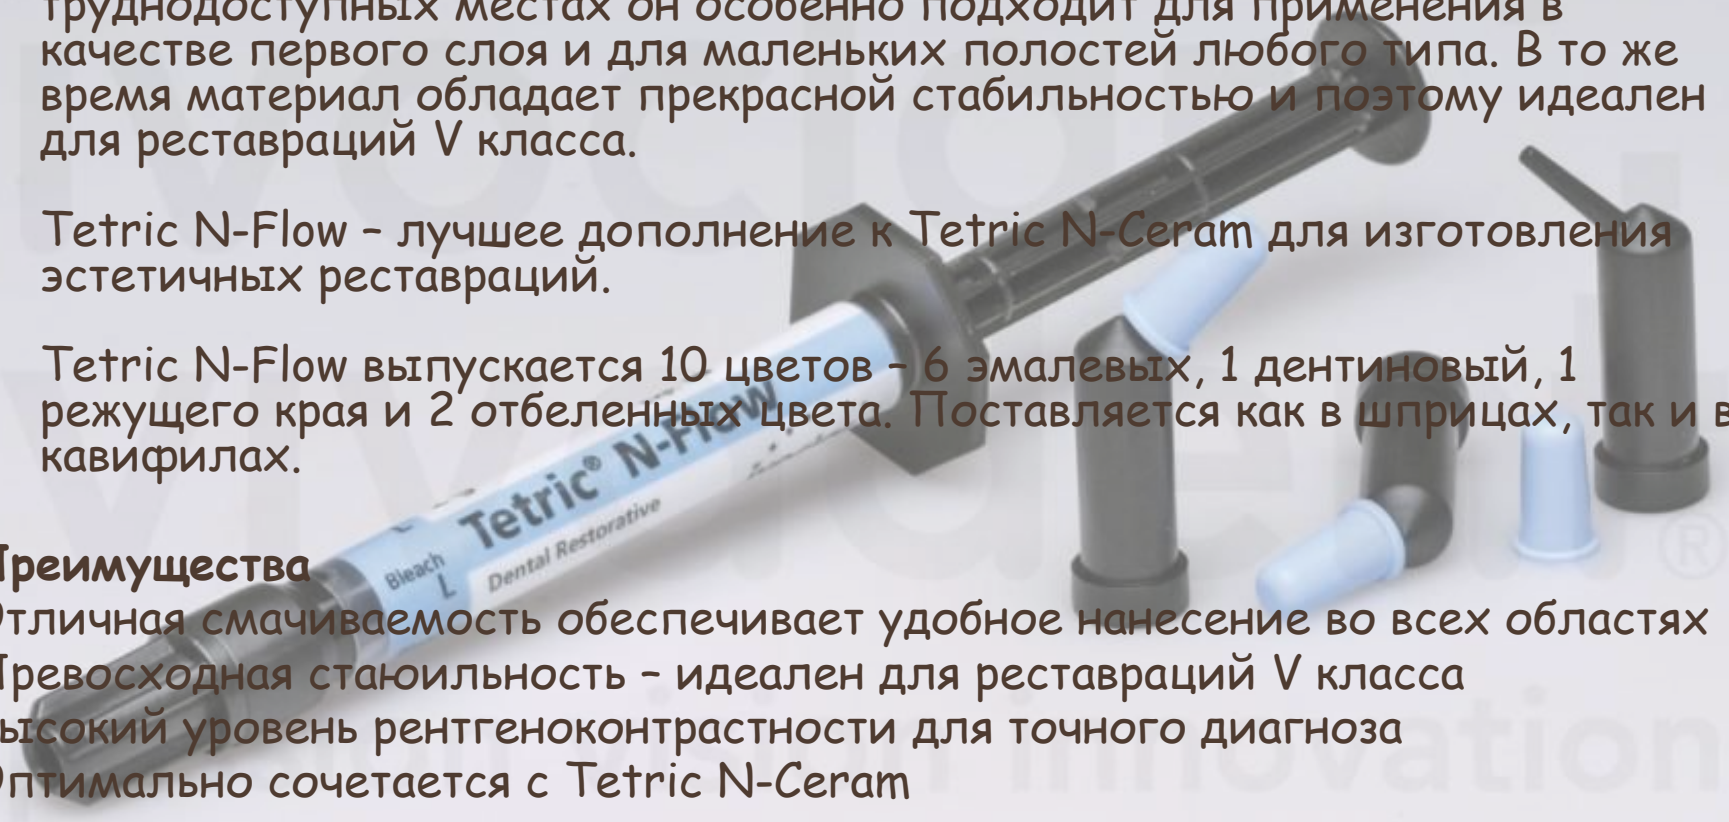 труднодоступных местах он особенно подходит для применения в
качестве первого слоя и для маленьких полостей любого типа. В то же
время материал обладает прекрасной стабильностью и поэтому идеален
для реставраций V класса.
Tetric N-Flow – лучшее дополнение к Tetric N-Ceram для изготовления
эстетичных реставраций.
Tetric N-Flow выпускается 10 цветов – 6 эмалевых, 1 дентиновый, 1
режущего края и 2 отбеленных цвета. Поставляется как в шприцах, так и в
кавифилах.
Преимущества
Отличная смачиваемость обеспечивает удобное нанесение во всех областях
Превосходная стаюильность – идеален для реставраций V класса
ысокий уровень рентгеноконтрастности для точного диагноза
Оптимально сочетается с Tetric N-Ceram
Tetric® N-Flow
Bleach
L
Dental Restorative
ivoclar
vivadent®
vision innovation